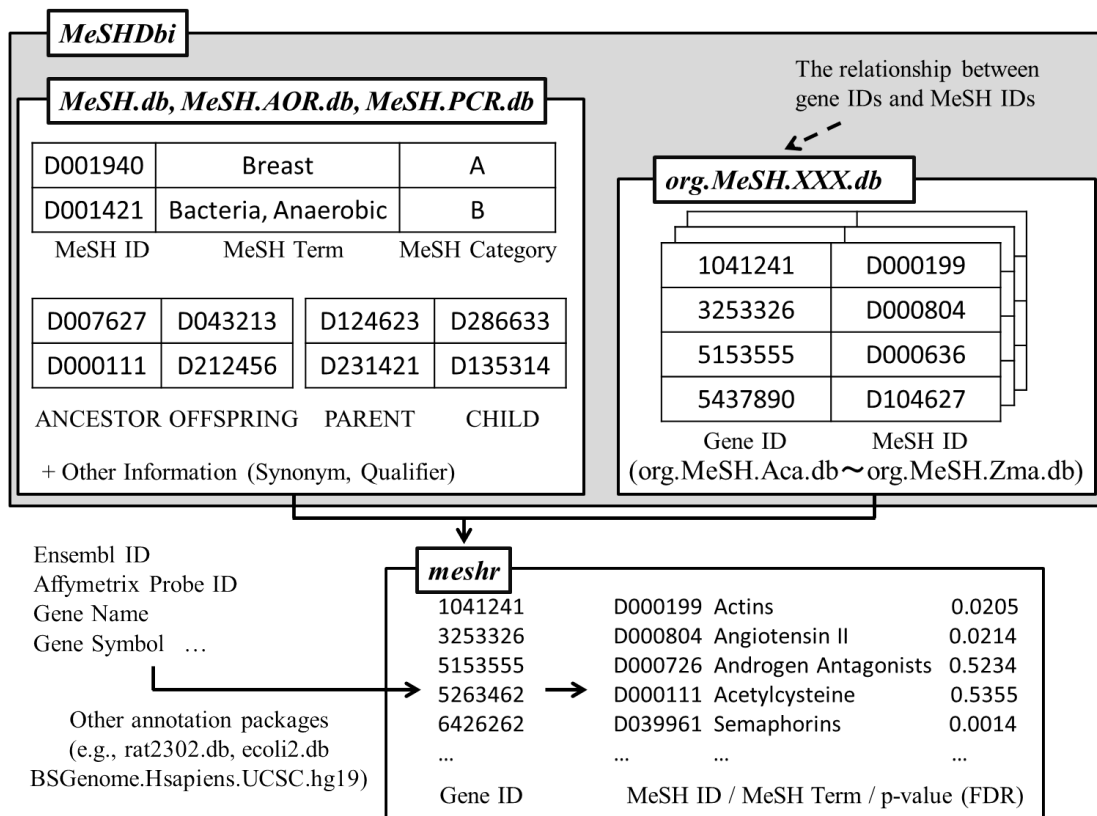 MeSHDbi
MeSH.db, MeSH.AOR.db, MeSH.PCR.db
D001940 Breast A
D001421 Bacteria, Anaerobic B
MeSH ID MeSH Term MeSH Category
D007627 D043213 D124623 D286633
D000111 D212456 D231421 D135314
ANCESTOR OFFSPRING PARENT CHILD
+ Other Information (Synonym, Qualifier)
The relationship between
gene IDs and MeSH IDs
org.MeSH.XXX.db
1041241 D000199
3253326 D000804
5153555 D000636
5437890 D104627
Gene ID MeSH ID
(org.MeSH.Aca.db～org.MeSH.Zma.db)
Ensembl ID
Affymetrix Probe ID
Gene Name
Gene Symbol …
Other annotation packages
(e.g., rat2302.db, ecoli2.db
BSGenome.Hsapiens.UCSC.hg19)
meshr
1041241 D000199 Actins 0.0205
3253326 D000804 Angiotensin II 0.0214
5153555 D000726 Androgen Antagonists 0.5234
5263462 D000111 Acetylcysteine 0.5355
6426262 D039961 Semaphorins 0.0014
… … … …
Gene ID MeSH ID / MeSH Term / p-value (FDR)